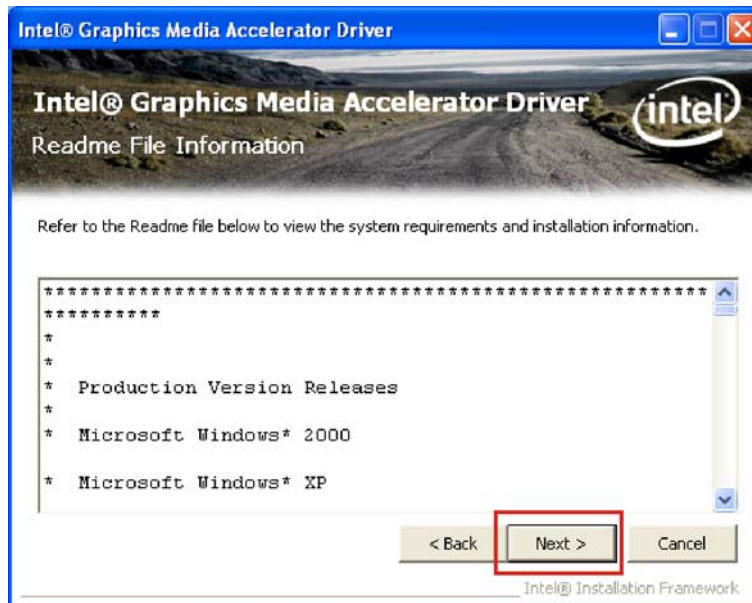 Intel® Graphics Media Accelerator Driver
Intel® Graphics Media Accelerator Driver
Readme File Information
intel
Refer to the Readme file below to view the system requirements and installation information.
********************************************************
**********
*
*
* Production Version Releases
*
* Microsoft Windows* 2000
* Microsoft Windows* XP
< Back
Next >
Cancel
Intel® Installation Framework